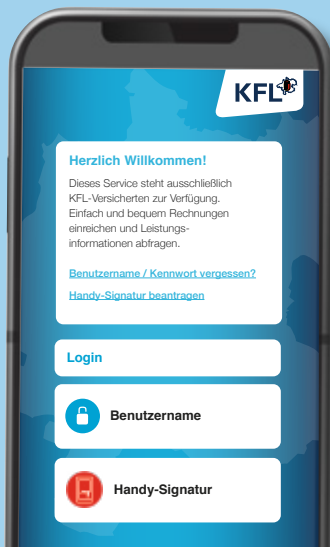 KFL
Herzlich Willkommen!
Dieses Service steht ausschließlich
KFL-Versicherten zur Verfügung.
Einfach und bequem Rechnungen
einreichen und Leistungs-
informationen abfragen.
Benutzername / Kennwort vergessen?
Handy-Signatur beantragen
Login
Benutzername
Handy-Signatur